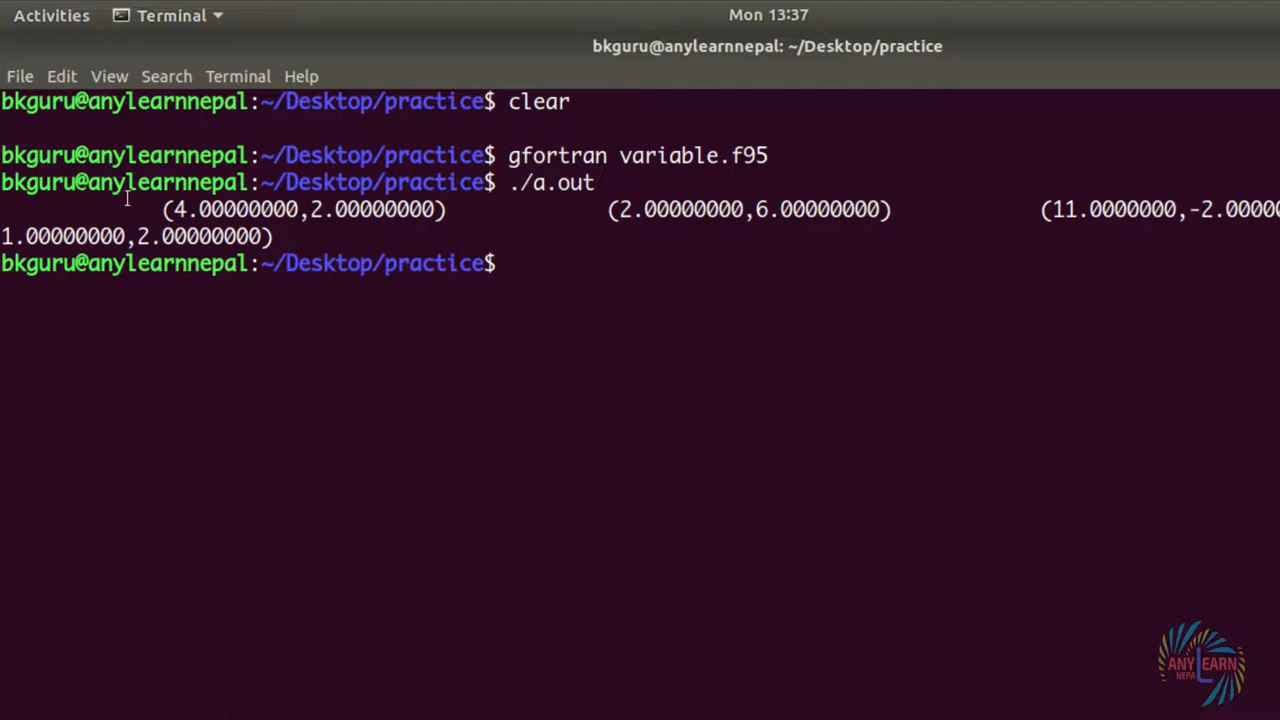 Activities Terminal Mon 13:37
bkguru@anylearnnepal: ~/Desktop/practice
File Edit View Search Terminal Help
bkguru@anylearnnepal:~/Desktop/practice$ clear
bkguru@anylearnnepal:~/Desktop/practice$ gfortran variable.f95
bkguru@anylearnnepal:~/Desktop/practice$ ./a.out
(4.00000000,2.00000000) (2.00000000,6.00000000) (11.0000000,-2.0000
1.00000000,2.00000000)
bkguru@anylearnnepal:~/Desktop/practice$
ANY LEARN
NEPAL